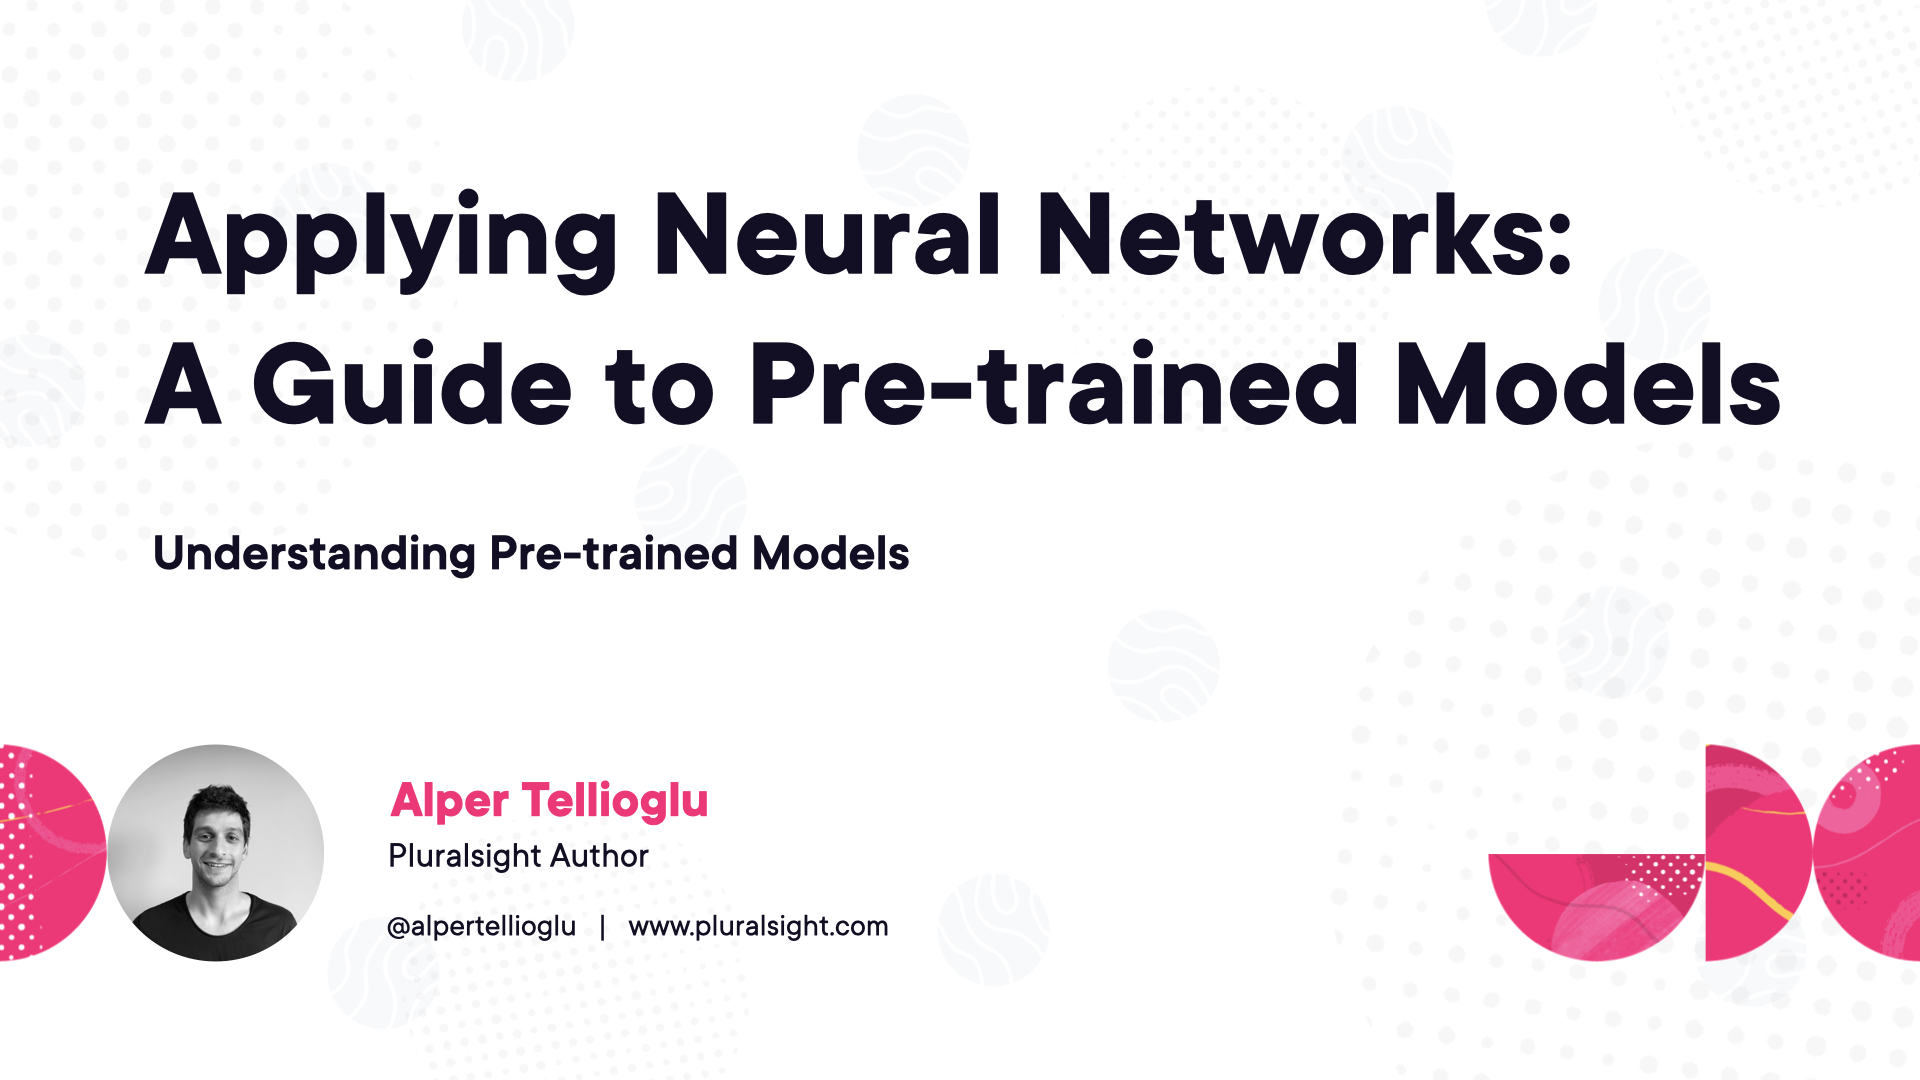 Applying Neural Networks:
A Guide to Pre-trained Models
Understanding Pre-trained Models
Alper Tellioglu
Pluralsight Author
@alpertellioglu | www.pluralsight.com